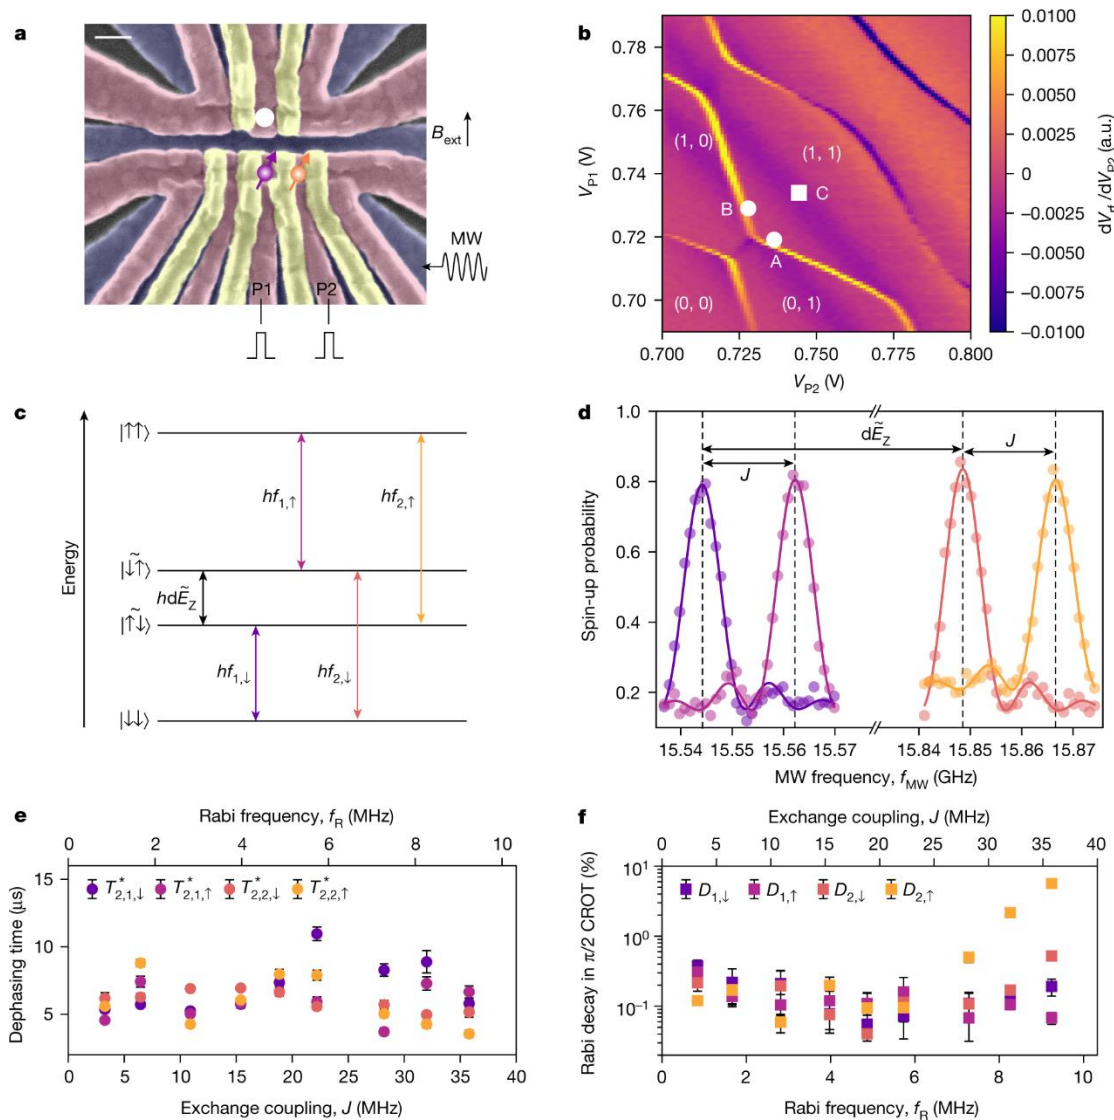 a
B_ext
MW
P1
P2
b
V_P1 (V)
0.78
0.76
0.74
0.72
0.70
(1, 0)
(1, 1)
C
B
A
(0, 0)
(0, 1)
0.700
0.725
0.750
0.775
0.800
V_P2 (V)
0.0100
0.0075
0.0050
0.0025
0
−0.0025
−0.0050
−0.0075
−0.0100
dV_rf/dV_P2 (a.u.)
c
Energy
|↑↑⟩
hf_1,↑
hf_2,↑
|↓̃↑⟩
hdẼ_Z
|↑̃↓⟩
hf_1,↓
hf_2,↓
|↓↓⟩
d
Spin-up probability
1.0
0.8
0.6
0.4
0.2
dẼ_Z
J
J
15.54
15.55
15.56
15.57
15.84
15.85
15.86
15.87
MW frequency, f_MW (GHz)
e
Rabi frequency, f_R (MHz)
0
2
4
6
8
10
T*_2,1,↓
T*_2,1,↑
T*_2,2,↓
T*_2,2,↑
Dephasing time (μs)
15
10
5
0
5
10
15
20
25
30
35
40
Exchange coupling, J (MHz)
f
Exchange coupling, J (MHz)
0
5
10
15
20
25
30
35
40
D_1,↓
D_1,↑
D_2,↓
D_2,↑
Rabi decay in π/2 CROT (%)
10^1
10^0
10^−1
0
2
4
6
8
10
Rabi frequency, f_R (MHz)